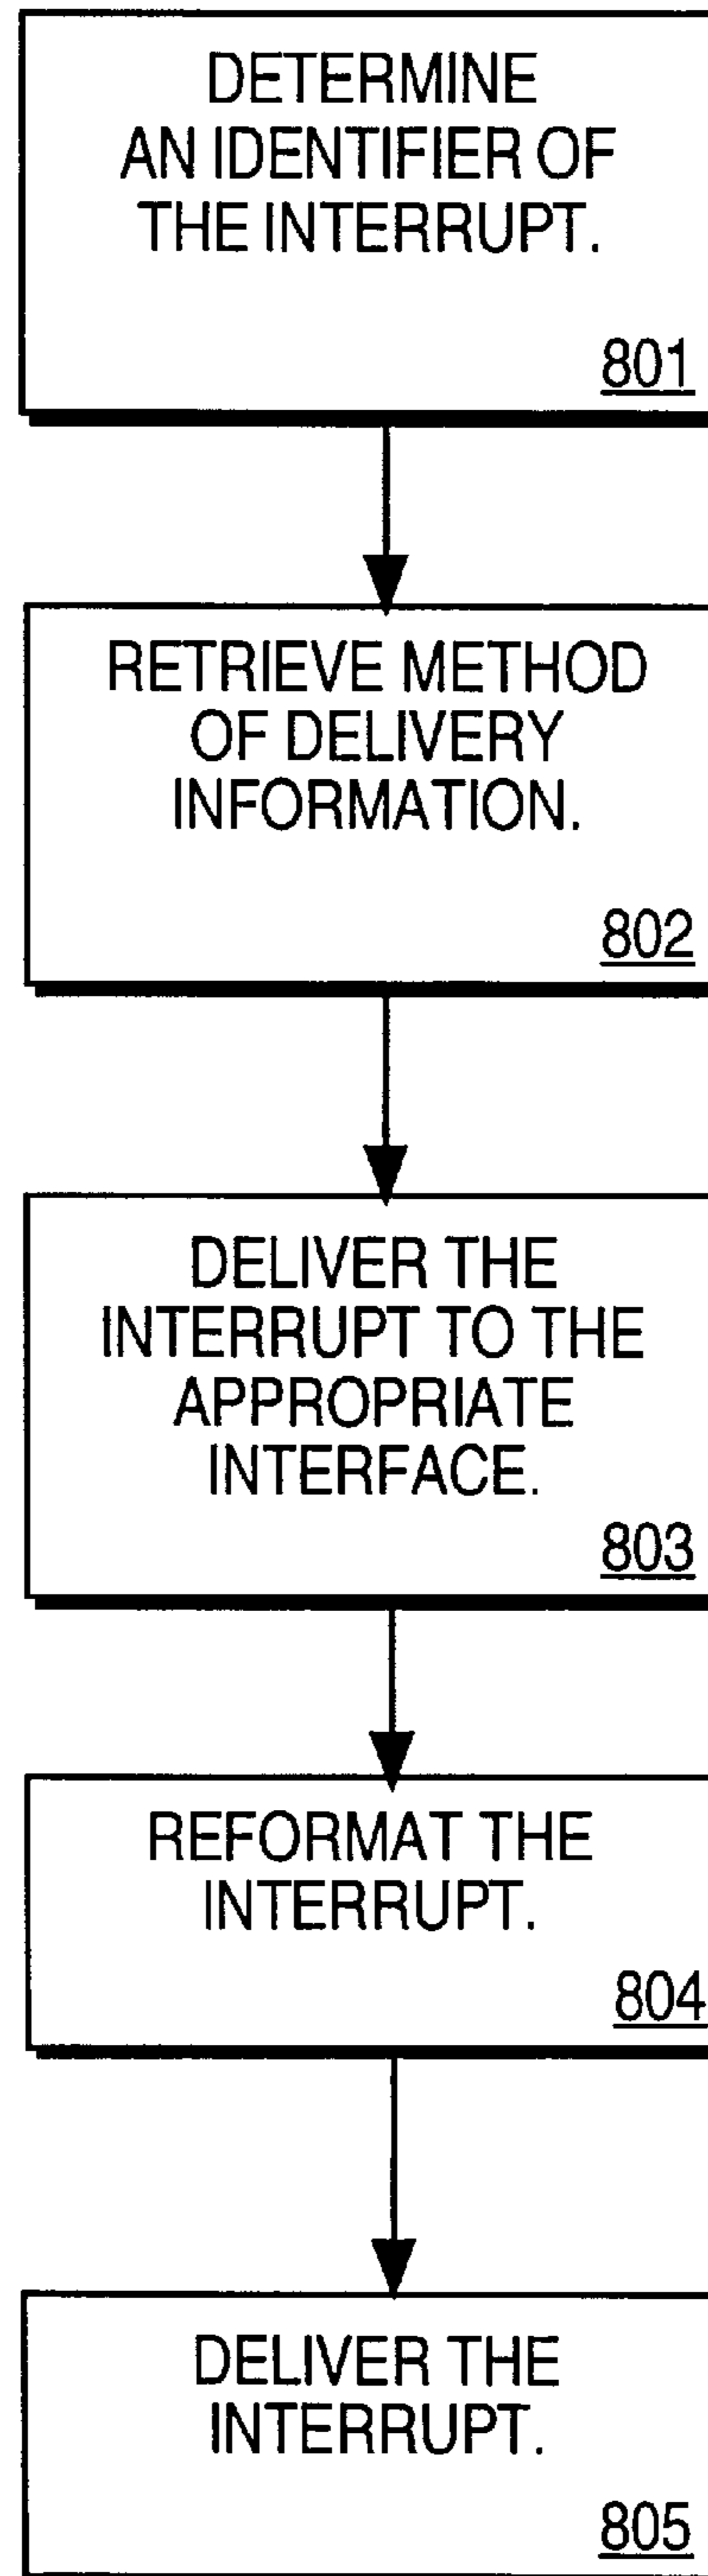 DETERMINE
AN IDENTIFIER OF
THE INTERRUPT.
801
RETRIEVE METHOD
OF DELIVERY
INFORMATION.
802
DELIVER THE
INTERRUPT TO THE
APPROPRIATE
INTERFACE.
803
REFORMAT THE
INTERRUPT.
804
DELIVER THE
INTERRUPT.
805